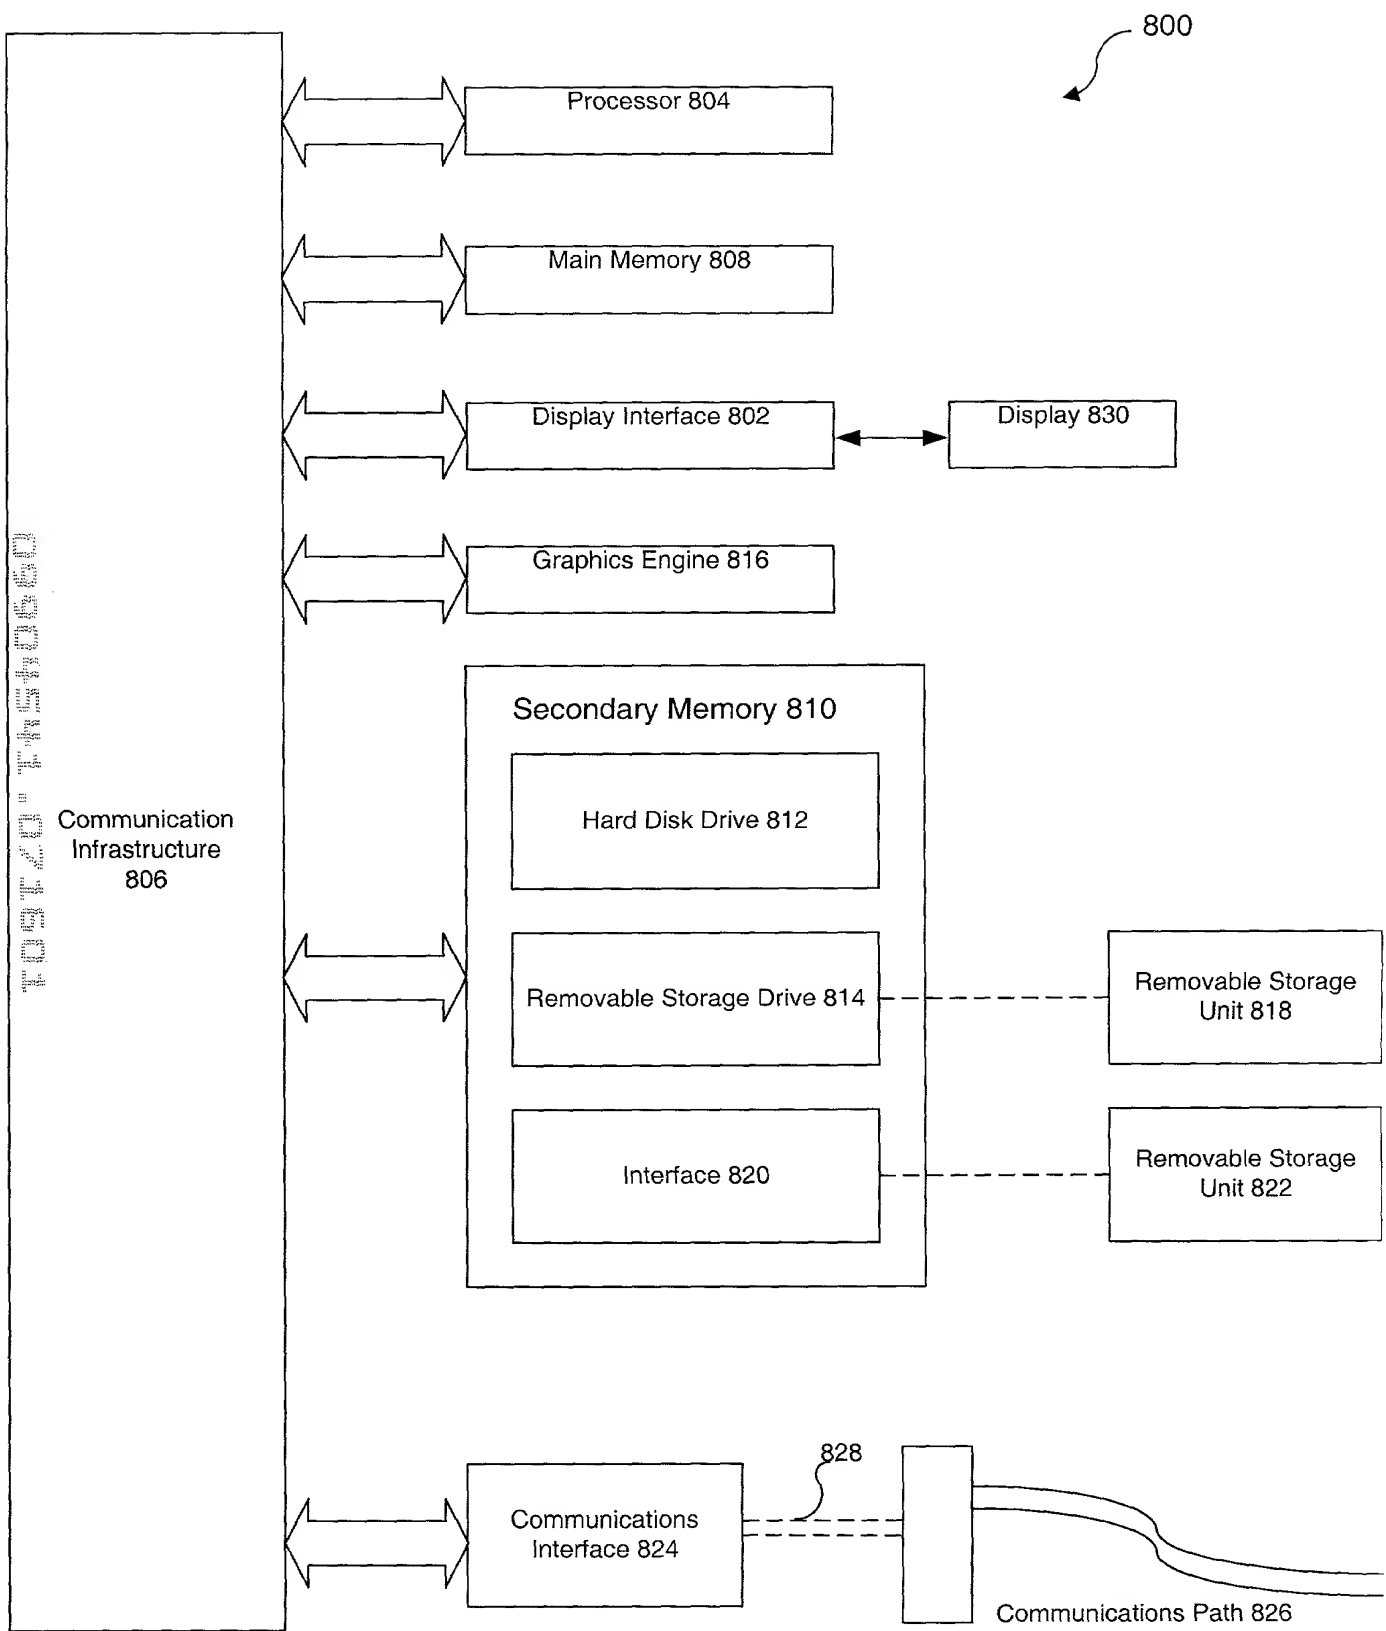 800
Processor 804
Main Memory 808
Display Interface 802
Display 830
Graphics Engine 816
Secondary Memory 810
Hard Disk Drive 812
Communication
Infrastructure
806
Removable Storage Drive 814
Removable Storage
Unit 818
Interface 820
Removable Storage
Unit 822
828
Communications
Interface 824
Communications Path 826